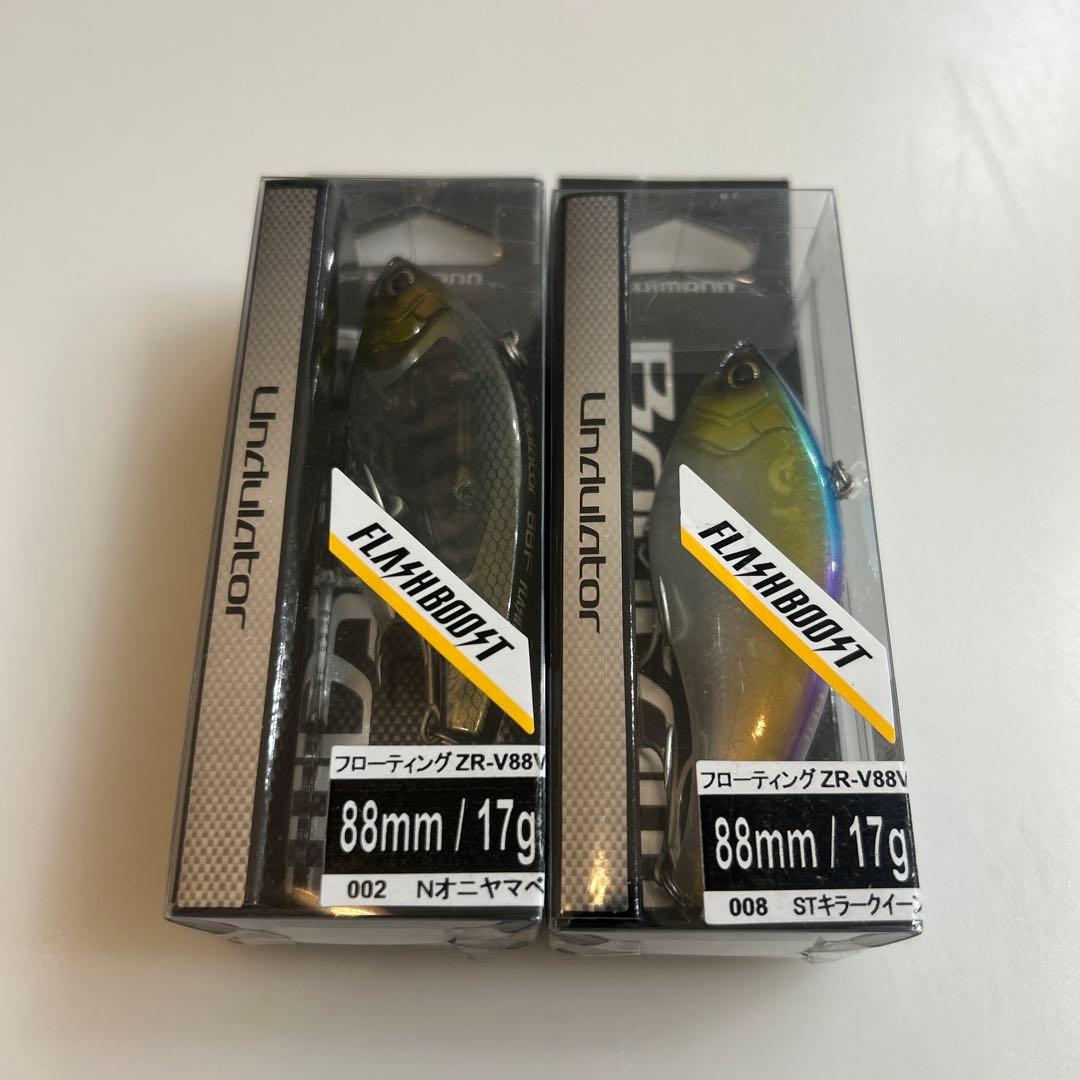 Undulator
FLASHBOOST
フローティング ZR-V88V
88mm / 17g
002 Nオニヤマベ
Undulator
FLASHBOOST
フローティング ZR-V88V
88mm / 17g
008 STキラークイーン